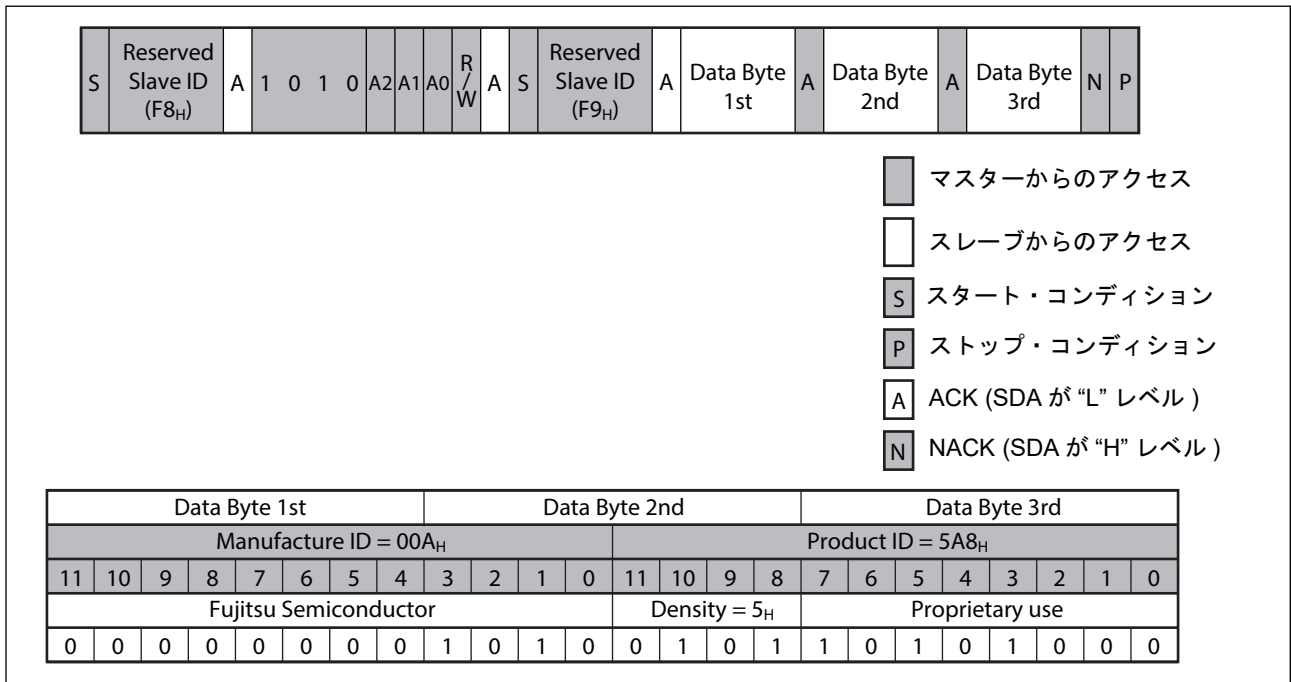 S Reserved Slave ID (F8H) A 1 0 1 0 A2 A1 A0 R/W A S Reserved Slave ID (F9H) A Data Byte 1st A Data Byte 2nd A Data Byte 3rd N P
マスターからのアクセス
スレーブからのアクセス
S スタート・コンディション
P ストップ・コンディション
A ACK (SDA が “L” レベル )
N NACK (SDA が “H” レベル )
Data Byte 1st Data Byte 2nd Data Byte 3rd
Manufacture ID = 00AH Product ID = 5A8H
11 10 9 8 7 6 5 4 3 2 1 0 11 10 9 8 7 6 5 4 3 2 1 0
Fujitsu Semiconductor Density = 5H Proprietary use
0 0 0 0 0 0 0 0 1 0 1 0 0 1 0 1 1 0 1 0 1 0 0 0